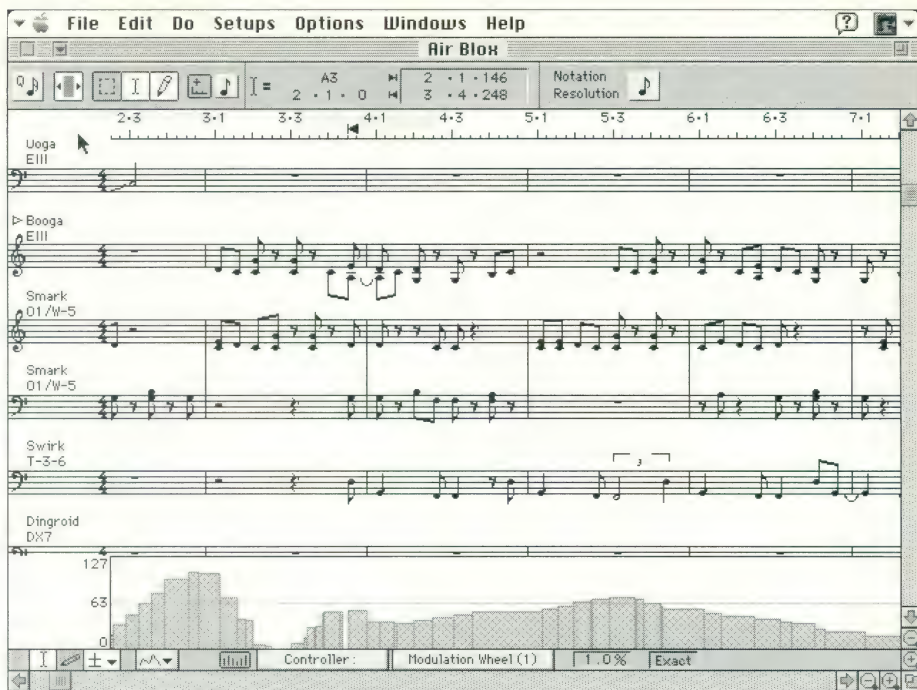 File Edit Do Setups Options Windows Help
Air Blox
I = A3 2 · 1 · 146 Notation
2 · 1 · 0 3 · 4 · 248 Resolution
2·3 3·1 3·3 4·1 4·3 5·1 5·3 6·1 6·3 7·1
Uoga
EIII
Booga
EIII
Smark
01/W-5
Smark
01/W-5
Swirk
T-3-6
3
Dingroid
DX7
127
63
0
Controller: Modulation Wheel (1) 1.0% Exact